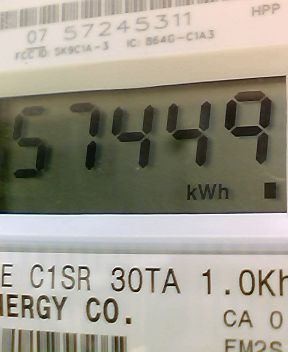 HPP
07 57245311
FCC ID: SK9C1A-3 IC: 864G-C1A3
57449
kWh
E C1SR 30TA 1.0Kh
NERGY CO.
CA 0
EM2S